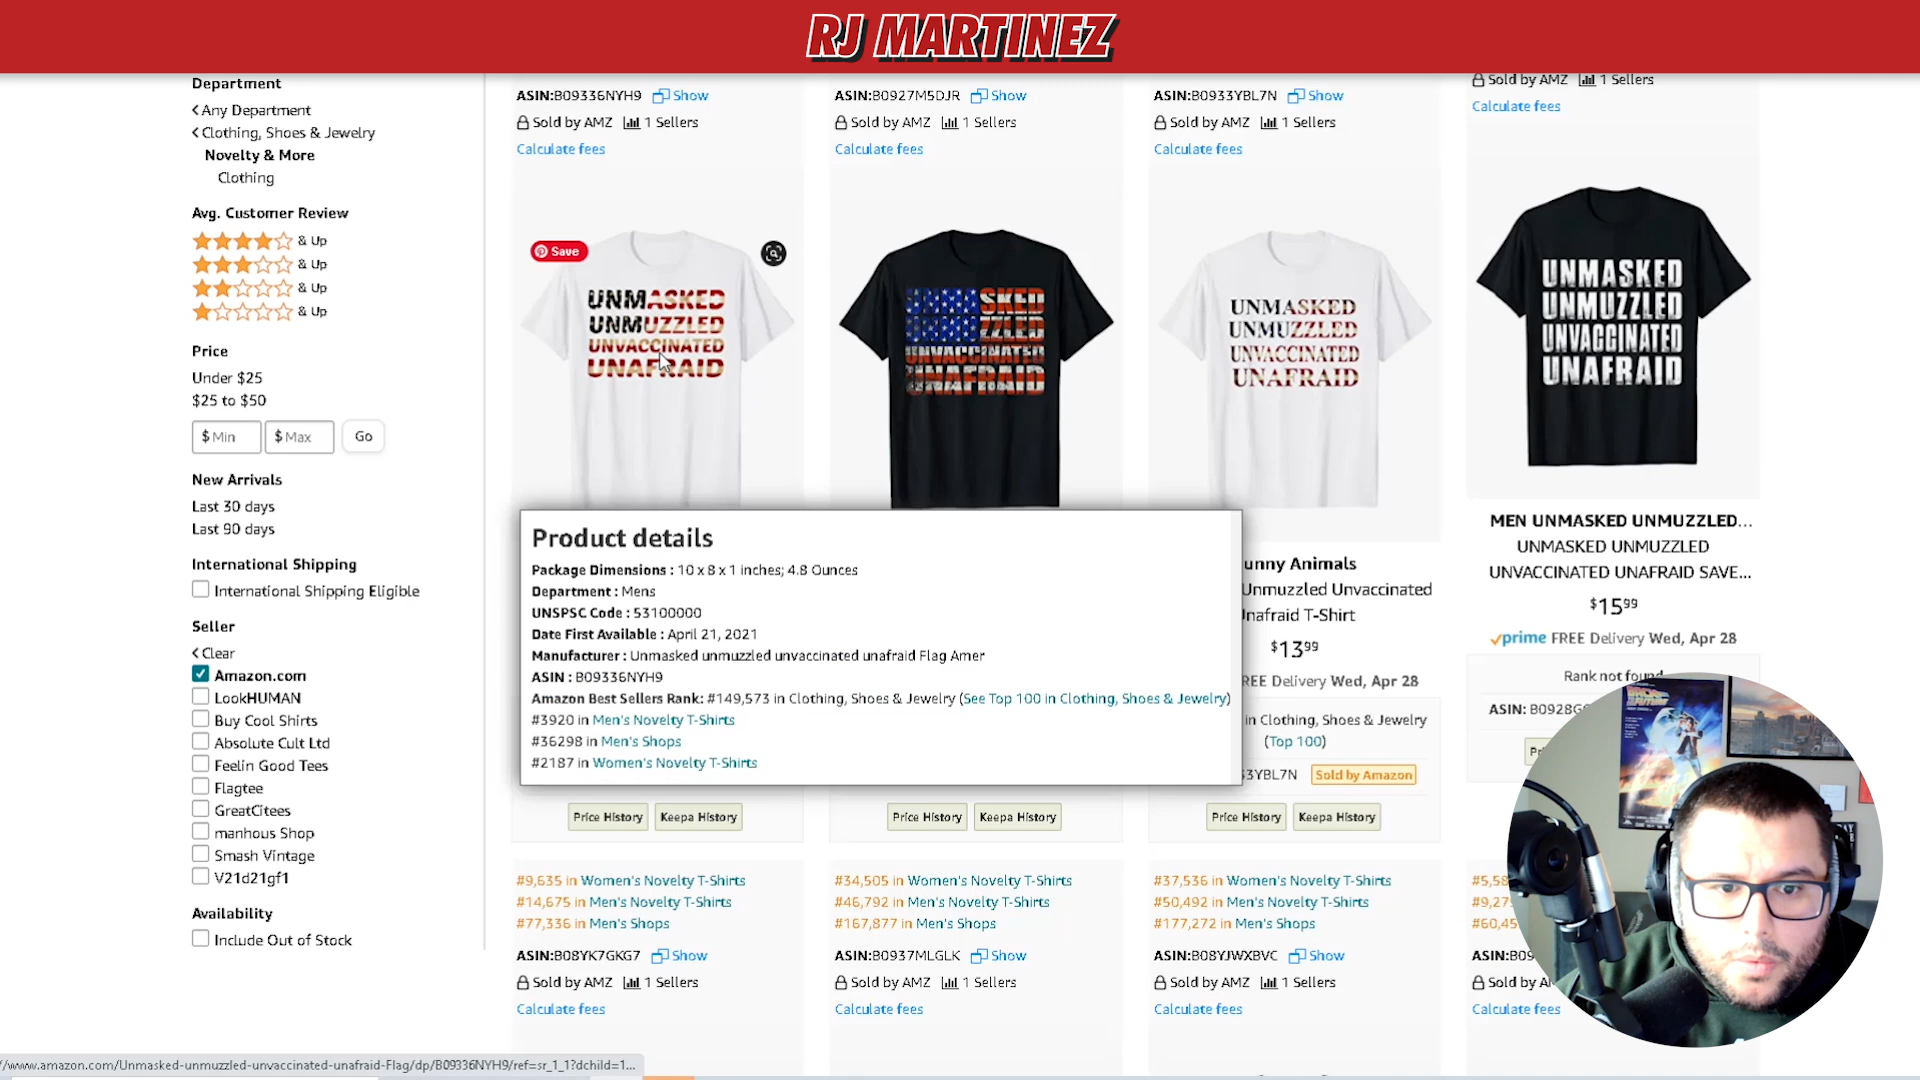 RJ MARTINEZ
Department
Any Department
Clothing, Shoes & Jewelry
Novelty & More
Clothing
Avg. Customer Review
& Up
& Up
& Up
& Up
Price
Under $25
$25 to $50
$ Min $ Max Go
New Arrivals
Last 30 days
Last 90 days
International Shipping
International Shipping Eligible
Seller
Clear
Amazon.com
LookHUMAN
Buy Cool Shirts
Absolute Cult Ltd
Feelin Good Tees
Flagtee
GreatCitees
manhous Shop
Smash Vintage
V21d21gf1
Availability
Include Out of Stock
ASIN:B09336NYH9 Show
Sold by AMZ 1 Sellers
Calculate fees
ASIN:B0927M5DJR Show
Sold by AMZ 1 Sellers
Calculate fees
ASIN:B0933YBL7N Show
Sold by AMZ 1 Sellers
Calculate fees
Sold by AMZ 1 Sellers
Calculate fees
Save
UNMASKED
UNMUZZLED
UNVACCINATED
UNAFRAID
UNMASKED
UNMUZZLED
UNVACCINATED
UNAFRAID
UNMASKED
UNMUZZLED
UNVACCINATED
UNAFRAID
UNMASKED
UNMUZZLED
UNVACCINATED
UNAFRAID
Product details
Package Dimensions : 10 x 8 x 1 inches; 4.8 Ounces
Department : Mens
UNSPSC Code : 53100000
Date First Available : April 21, 2021
Manufacturer : Unmasked unmuzzled unvaccinated unafraid Flag Amer
ASIN : B09336NYH9
Amazon Best Sellers Rank: #149,573 in Clothing, Shoes & Jewelry (See Top 100 in Clothing, Shoes & Jewelry)
#3920 in Men's Novelty T-Shirts
#36298 in Men's Shops
#2187 in Women's Novelty T-Shirts
unny Animals
Unmuzzled Unvaccinated
nafraid T-Shirt
$1399
REE Delivery Wed, Apr 28
in Clothing, Shoes & Jewelry
(Top 100)
33YBL7N Sold by Amazon
MEN UNMASKED UNMUZZLED...
UNMASKED UNMUZZLED
UNVACCINATED UNAFRAID SAVE...
$1599
prime FREE Delivery Wed, Apr 28
Rank not found
ASIN: B0928G
Price History Keepa History
Price History Keepa History
Price History Keepa History
#9,635 in Women's Novelty T-Shirts
#14,675 in Men's Novelty T-Shirts
#77,336 in Men's Shops
ASIN:B08YK7GKG7 Show
Sold by AMZ 1 Sellers
Calculate fees
#34,505 in Women's Novelty T-Shirts
#46,792 in Men's Novelty T-Shirts
#167,877 in Men's Shops
ASIN:B0937MLGLK Show
Sold by AMZ 1 Sellers
Calculate fees
#37,536 in Women's Novelty T-Shirts
#50,492 in Men's Novelty T-Shirts
#177,272 in Men's Shops
ASIN:B08YJWXBVC Show
Sold by AMZ 1 Sellers
Calculate fees
#5,58
#9,27
#60,45
ASIN:B09
Sold by A
Calculate fees
//www.amazon.com/Unmasked-unmuzzled-unvaccinated-unafraid-Flag/dp/B09336NYH9/ref=sr_1_1?dchild=1...